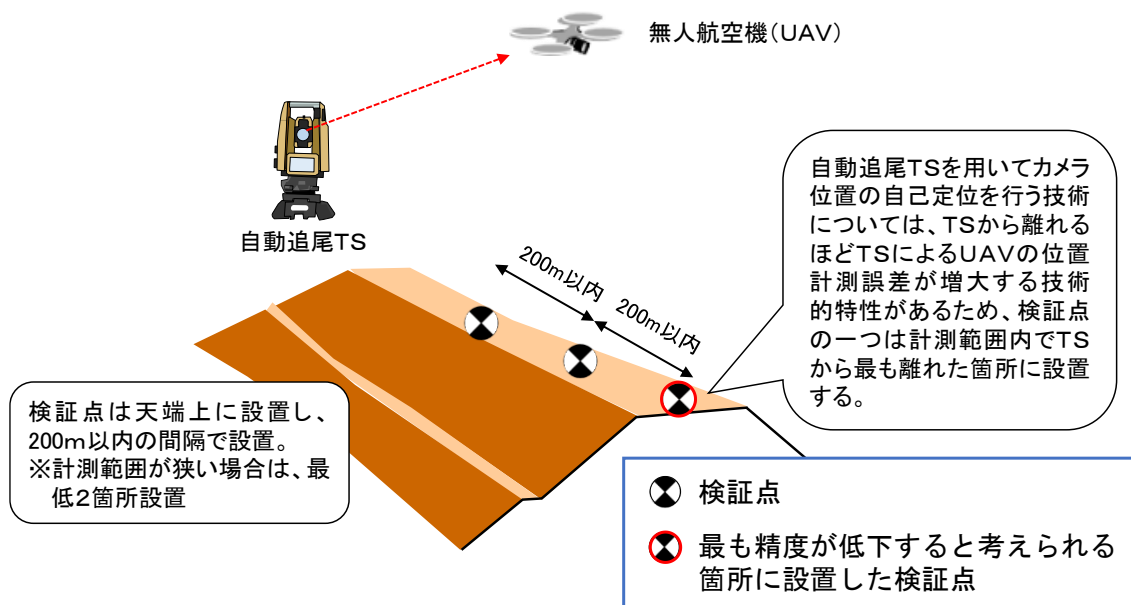 無人航空機(UAV)
自動追尾TS
200m以内
200m以内
自動追尾TSを用いてカメラ
位置の自己定位を行う技術
については、TSから離れる
ほどTSによるUAVの位置
計測誤差が増大する技術
的特性があるため、検証点
の一つは計測範囲内でTS
から最も離れた箇所に設置
する。
検証点は天端上に設置し、
200m以内の間隔で設置。
※計測範囲が狭い場合は、最
低2箇所設置
検証点
最も精度が低下すると考えられる
箇所に設置した検証点